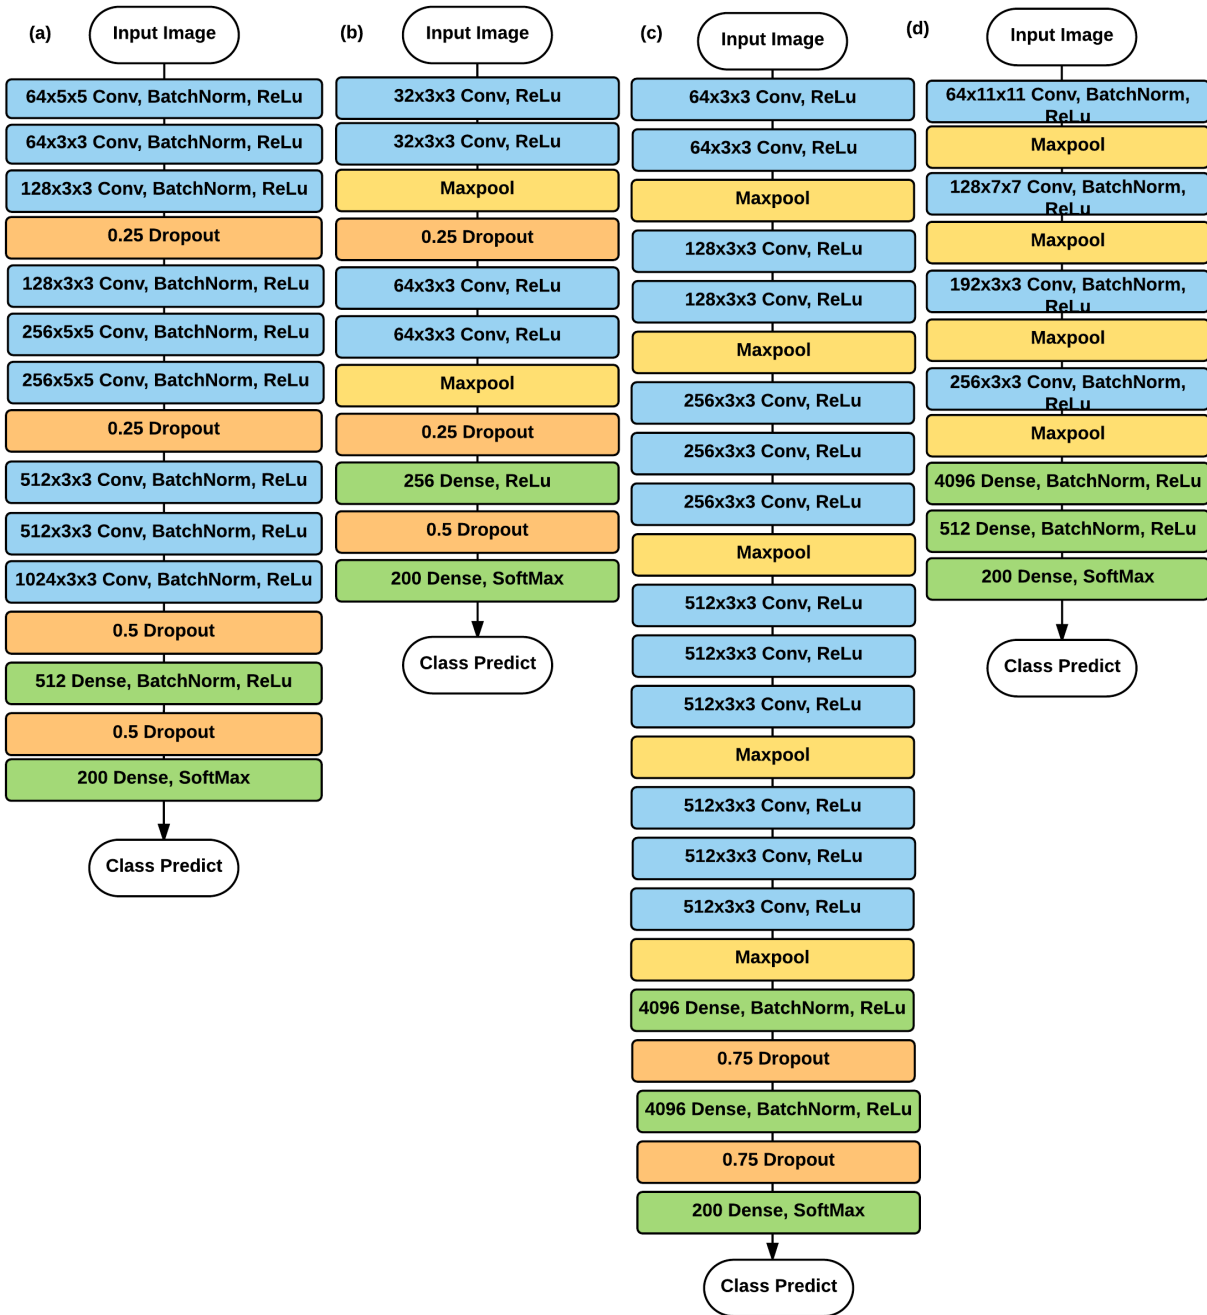 (a)
Input Image
64x5x5 Conv, BatchNorm, ReLu
64x3x3 Conv, BatchNorm, ReLu
128x3x3 Conv, BatchNorm, ReLu
0.25 Dropout
128x3x3 Conv, BatchNorm, ReLu
256x5x5 Conv, BatchNorm, ReLu
256x5x5 Conv, BatchNorm, ReLu
0.25 Dropout
512x3x3 Conv, BatchNorm, ReLu
512x3x3 Conv, BatchNorm, ReLu
1024x3x3 Conv, BatchNorm, ReLu
0.5 Dropout
512 Dense, BatchNorm, ReLu
0.5 Dropout
200 Dense, SoftMax
Class Predict
(b)
Input Image
32x3x3 Conv, ReLu
32x3x3 Conv, ReLu
Maxpool
0.25 Dropout
64x3x3 Conv, ReLu
64x3x3 Conv, ReLu
Maxpool
0.25 Dropout
256 Dense, ReLu
0.5 Dropout
200 Dense, SoftMax
Class Predict
(c)
Input Image
64x3x3 Conv, ReLu
64x3x3 Conv, ReLu
Maxpool
128x3x3 Conv, ReLu
128x3x3 Conv, ReLu
Maxpool
256x3x3 Conv, ReLu
256x3x3 Conv, ReLu
256x3x3 Conv, ReLu
Maxpool
512x3x3 Conv, ReLu
512x3x3 Conv, ReLu
512x3x3 Conv, ReLu
Maxpool
512x3x3 Conv, ReLu
512x3x3 Conv, ReLu
512x3x3 Conv, ReLu
Maxpool
4096 Dense, BatchNorm, ReLu
0.75 Dropout
4096 Dense, BatchNorm, ReLu
0.75 Dropout
200 Dense, SoftMax
Class Predict
(d)
Input Image
64x11x11 Conv, BatchNorm,
ReLu
Maxpool
128x7x7 Conv, BatchNorm,
ReLu
Maxpool
192x3x3 Conv, BatchNorm,
ReLu
Maxpool
256x3x3 Conv, BatchNorm,
ReLu
Maxpool
4096 Dense, BatchNorm, ReLu
512 Dense, BatchNorm, ReLu
200 Dense, SoftMax
Class Predict